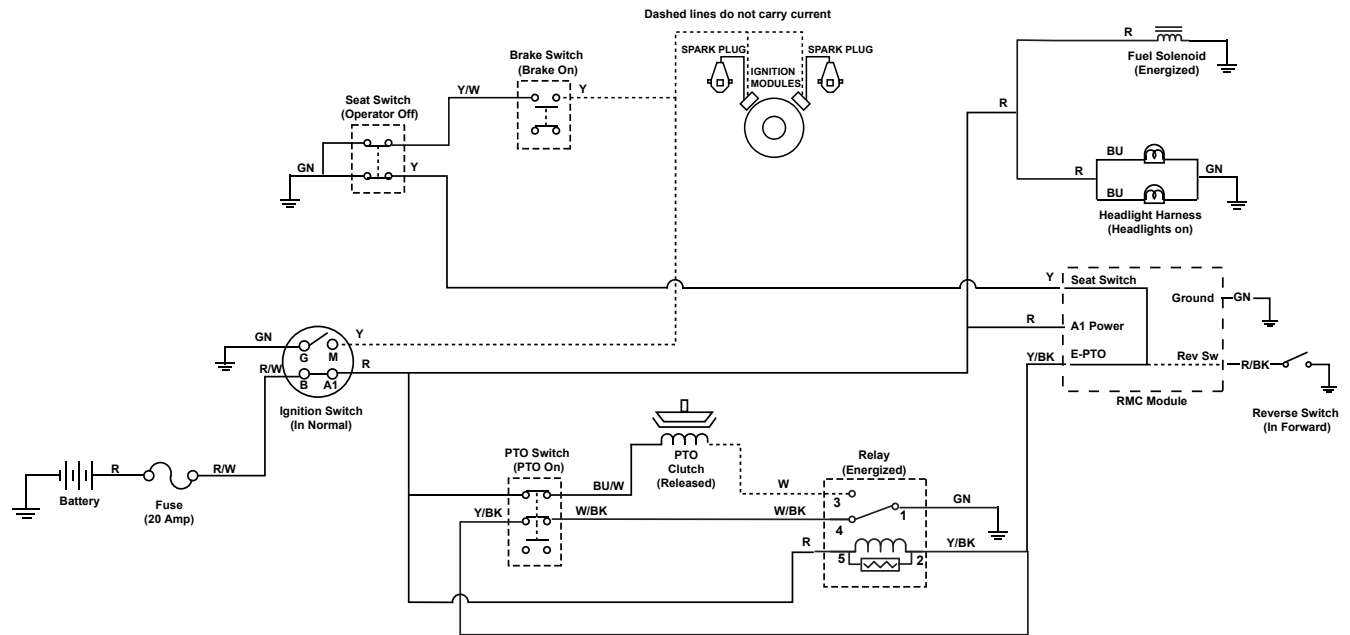 Dashed lines do not carry current
SPARK PLUG
SPARK PLUG
IGNITION
MODULES
R
Fuel Solenoid
(Energized)
Brake Switch
(Brake On)
Y/W
Y
Seat Switch
(Operator Off)
GN
Y
R
R
BU
BU
GN
Headlight Harness
(Headlights on)
Y
Seat Switch
Ground
GN
R
A1 Power
Y/BK
E-PTO
Rev Sw
R/BK
RMC Module
Reverse Switch
(In Forward)
GN
Y
G
M
R/W
R
B
A1
Ignition Switch
(In Normal)
R
R/W
Battery
Fuse
(20 Amp)
PTO Switch
(PTO On)
BU/W
PTO
Clutch
(Released)
Relay
(Energized)
W
3
GN
Y/BK
W/BK
W/BK
4
1
R
5
2
Y/BK